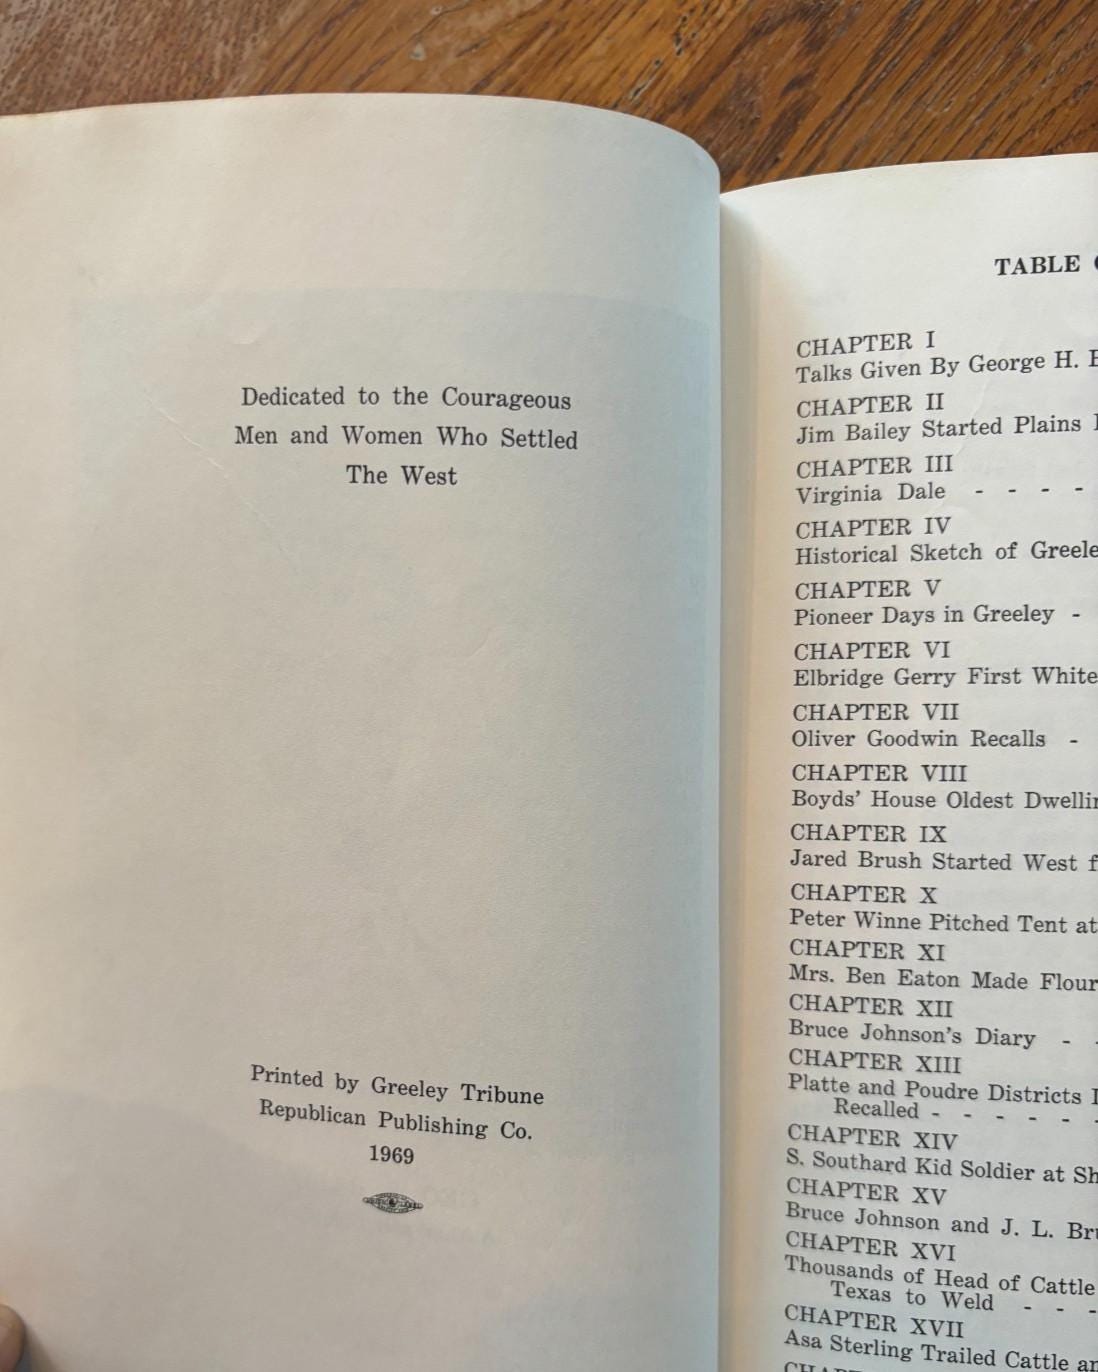 Dedicated to the Courageous
Men and Women Who Settled
The West
Printed by Greeley Tribune
Republican Publishing Co.
1969
TABLE
CHAPTER I
Talks Given By George H.
CHAPTER II
Jim Bailey Started Plains
CHAPTER III
Virginia Dale - - - -
CHAPTER IV
Historical Sketch of Greele
CHAPTER V
Pioneer Days in Greeley -
CHAPTER VI
Elbridge Gerry First White
CHAPTER VII
Oliver Goodwin Recalls -
CHAPTER VIII
Boyds' House Oldest Dwellin
CHAPTER IX
Jared Brush Started West f
CHAPTER X
Peter Winne Pitched Tent at
CHAPTER XI
Mrs. Ben Eaton Made Flour
CHAPTER XII
Bruce Johnson's Diary - -
CHAPTER XIII
Platte and Poudre Districts
Recalled - - - - - -
CHAPTER XIV
S. Southard Kid Soldier at Sh
CHAPTER XV
Bruce Johnson and J. L. Bru
CHAPTER XVI
Thousands of Head of Cattle
Texas to Weld - - -
CHAPTER XVII
Asa Sterling Trailed Cattle an